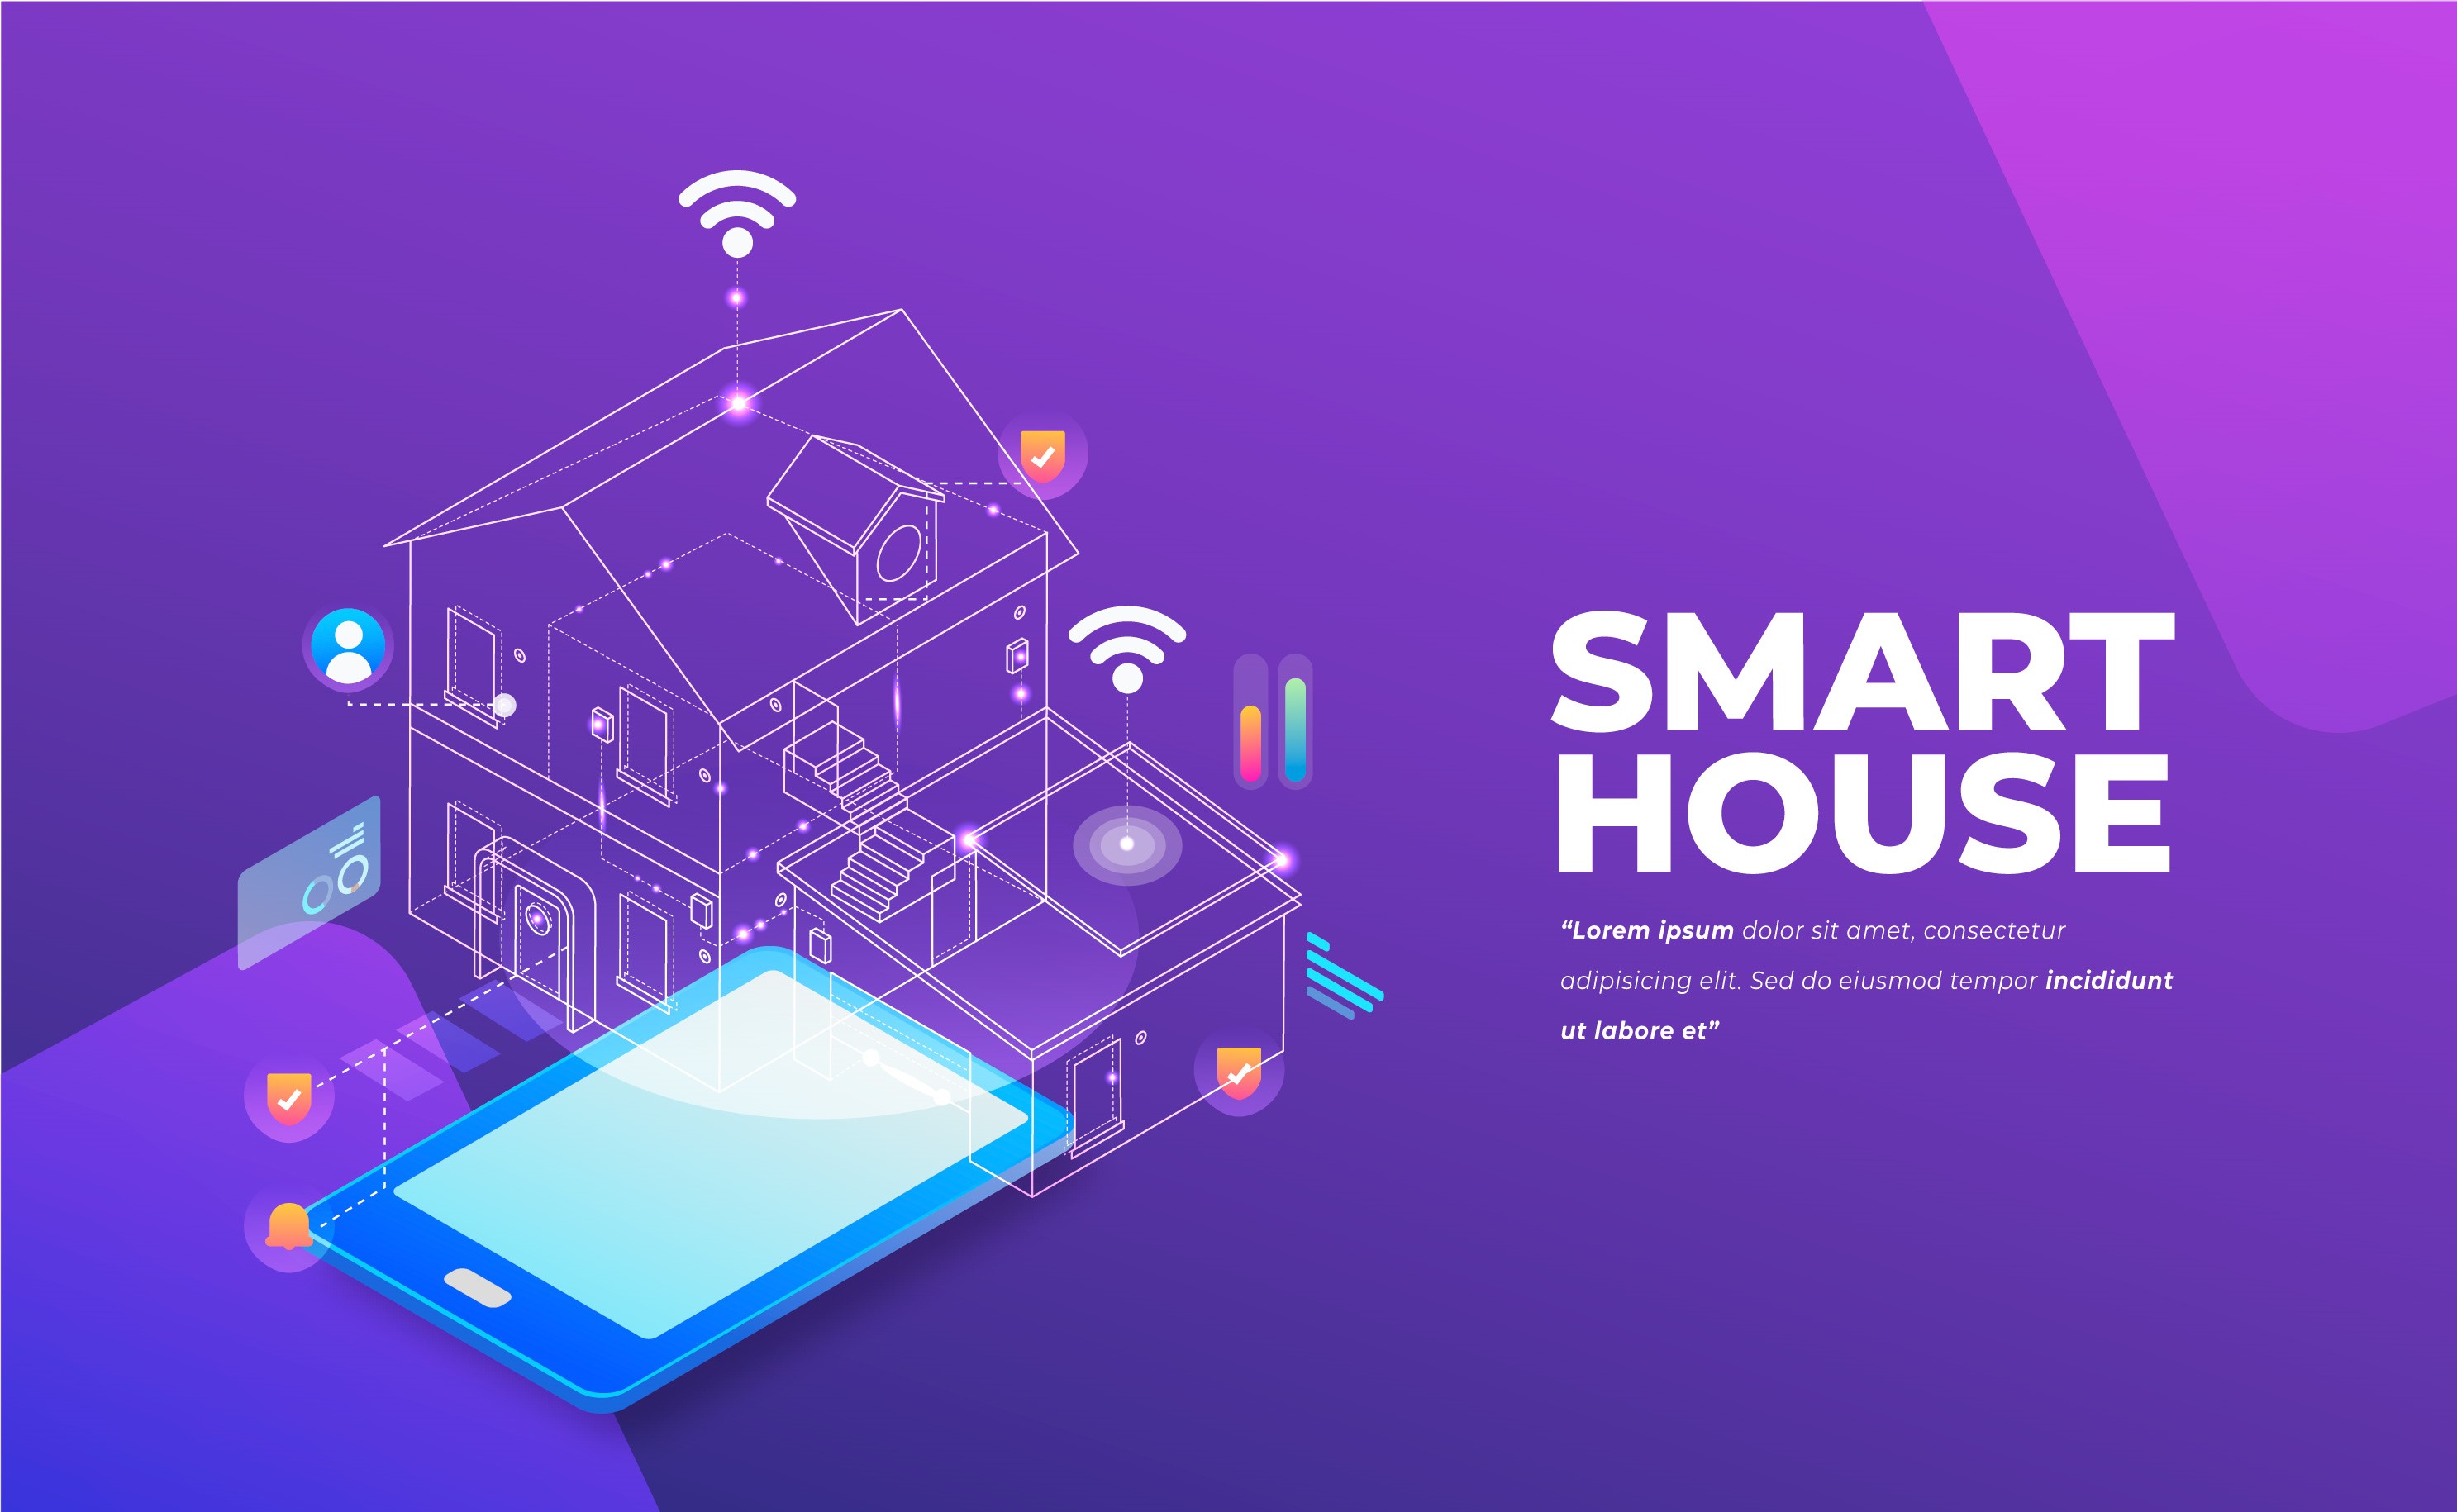 SMART
HOUSE
“Lorem ipsum dolor sit amet, consectetur
adipisicing elit. Sed do eiusmod tempor incididunt
ut labore et”